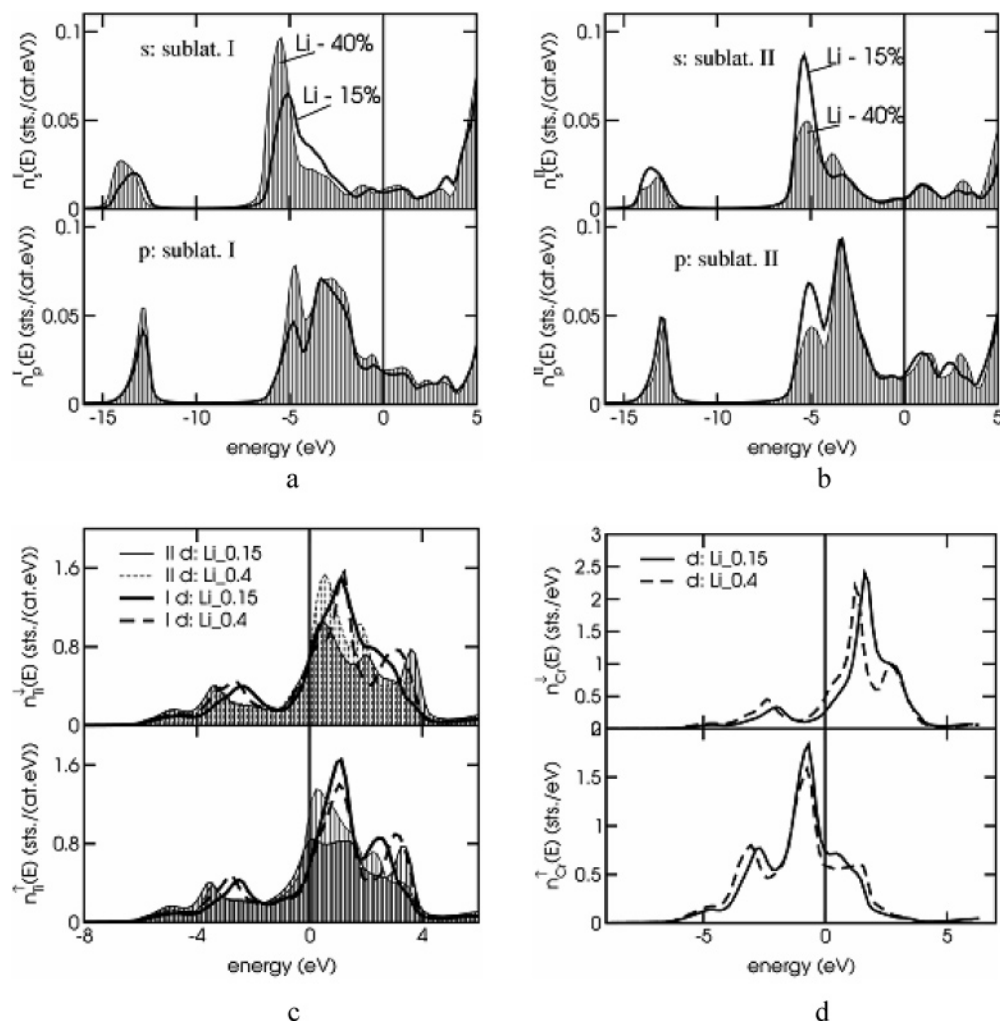 0.1
s: sublat. I
Li - 40%
Li - 15%
0.05
0
n_s^I(E) (sts./(at.eV))
0.1
p: sublat. I
0.05
0
n_p^I(E) (sts./(at.eV))
-15 -10 -5 0 5
energy (eV)
a
0.1
s: sublat. II
Li - 15%
Li - 40%
0.05
0
n_s^II(E) (sts./(at.eV))
0.1
p: sublat. II
0.05
0
n_p^II(E) (sts./(at.eV))
-15 -10 -5 0 5
energy (eV)
b
II d: Li_0.15
II d: Li_0.4
I d: Li_0.15
I d: Li_0.4
1.6
0.8
0
n_Ti^↓(E) (sts./(at.eV))
1.6
0.8
0
n_Ti^↑(E) (sts./(at.eV))
-8 -4 0 4
energy (eV)
c
d: Li_0.15
d: Li_0.4
3
2.5
2
1.5
1
0.5
n_Cr^↓(E) (sts./eV)
2
1.5
1
0.5
0
n_Cr^↑(E) (sts./eV)
-5 0 5
energy (eV)
d